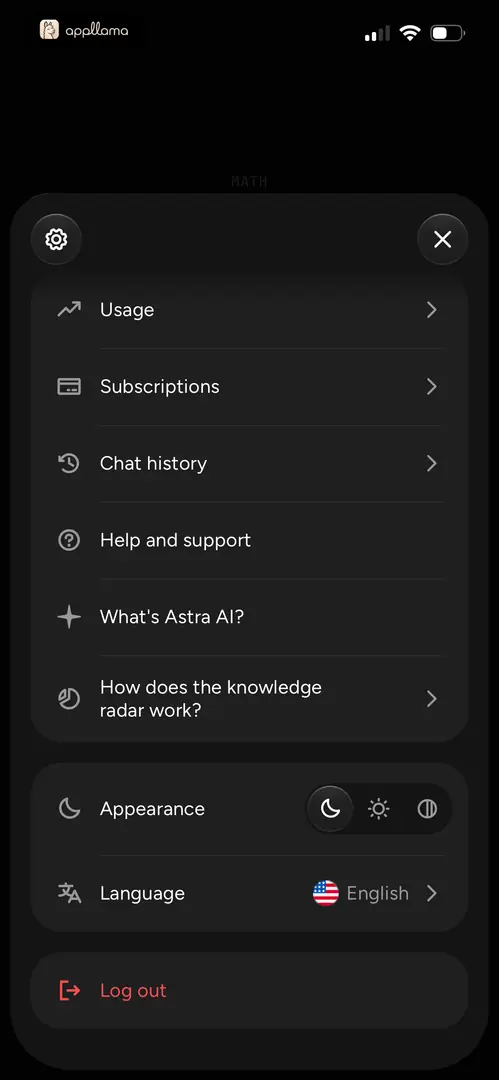 appllama
MATH
Usage
Subscriptions
Chat history
Help and support
What's Astra AI?
How does the knowledge
radar work?
Appearance
Language
English
Log out